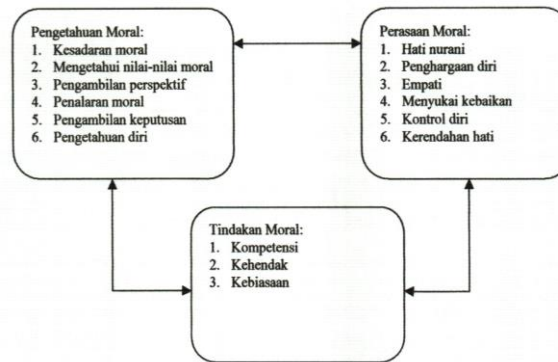 Pengetahuan Moral:
1. Kesadaran moral
2. Mengetahui nilai-nilai moral
3. Pengambilan perspektif
4. Penalaran moral
5. Pengambilan keputusan
6. Pengetahuan diri
Perasaan Moral:
1. Hati nurani
2. Penghargaan diri
3. Empati
4. Menyukai kebaikan
5. Kontrol diri
6. Kerendahan hati
Tindakan Moral:
1. Kompetensi
2. Kehendak
3. Kebiasaan